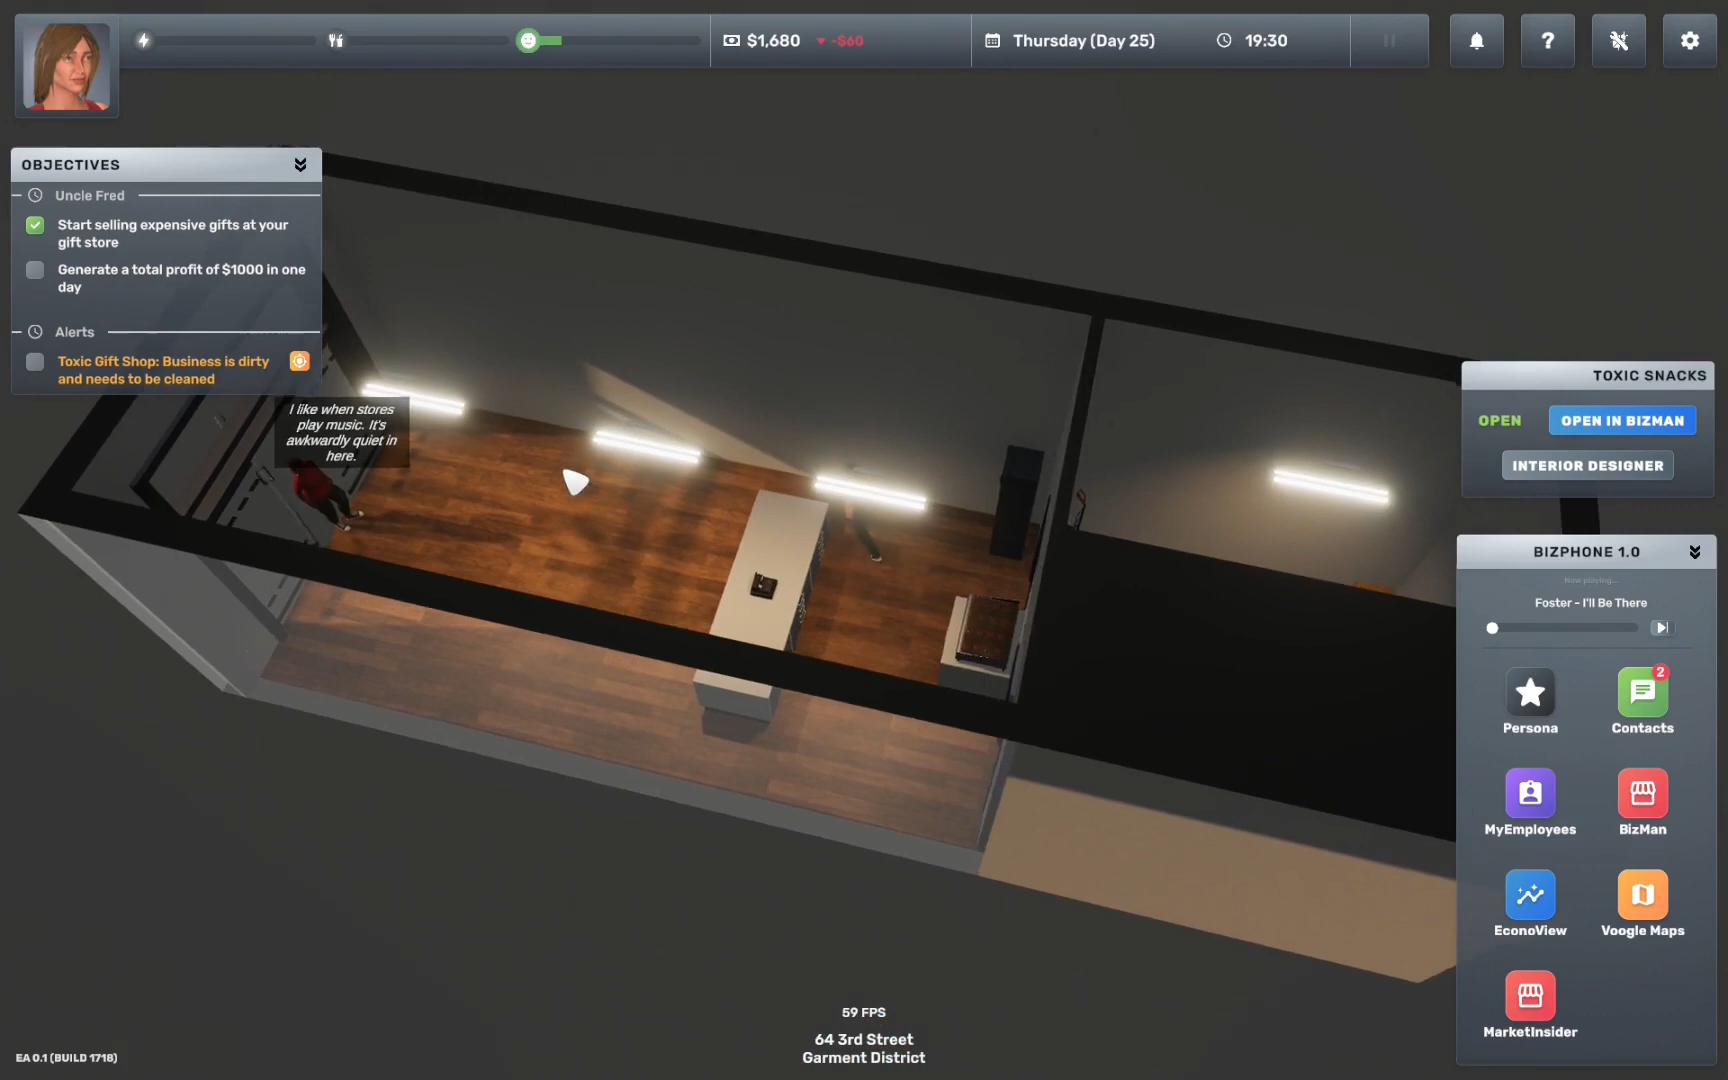 $1,680 -$60
Thursday (Day 25)
19:30
?
OBJECTIVES
Uncle Fred
Start selling expensive gifts at your
gift store
Generate a total profit of $1000 in one
day
Alerts
Toxic Gift Shop: Business is dirty
and needs to be cleaned
I like when stores
play music. It's
awkwardly quiet in
here.
TOXIC SNACKS
OPEN OPEN IN BIZMAN
INTERIOR DESIGNER
BIZPHONE 1.0
Now playing...
Foster - I'll Be There
2
Persona Contacts
MyEmployees BizMan
EconoView Voogle Maps
MarketInsider
59 FPS
64 3rd Street
Garment District
EA 0.1 (BUILD 1718)